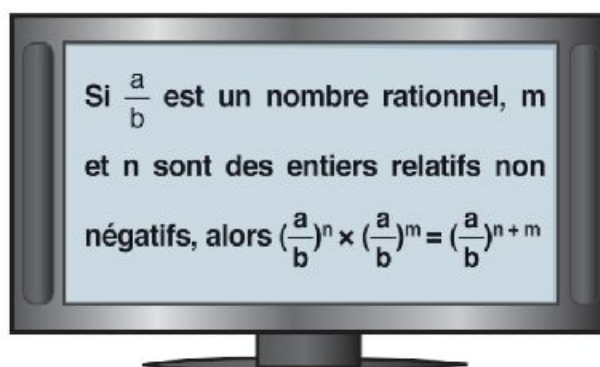 Si a/b est un nombre rationnel, m
et n sont des entiers relatifs non
négatifs, alors (a/b)ⁿ × (a/b)ᵐ = (a/b)ⁿ⁺ᵐ